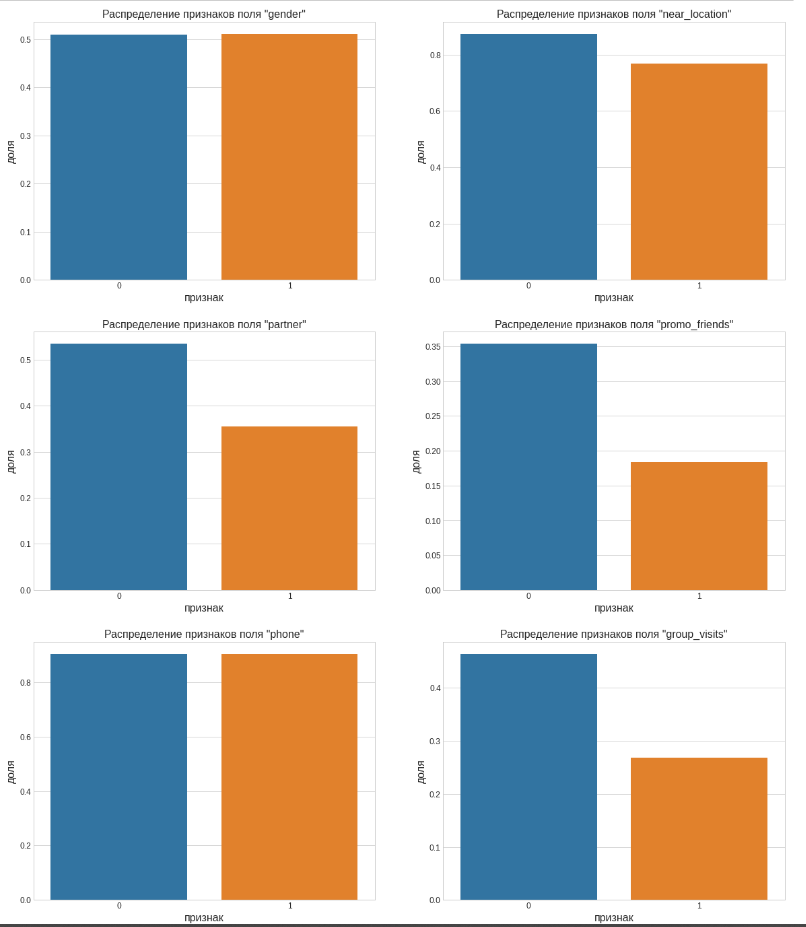 Распределение признаков поля "gender"
0.5
0.4
0.3
0.2
0.1
0.0
доля
0 1
признак
Распределение признаков поля "near_location"
0.8
0.6
0.4
0.2
0.0
доля
0 1
признак
Распределение признаков поля "partner"
0.5
0.4
0.3
0.2
0.1
0.0
доля
0 1
признак
Распределение признаков поля "promo_friends"
0.35
0.30
0.25
0.20
0.15
0.10
0.05
0.00
доля
0 1
признак
Распределение признаков поля "phone"
0.8
0.6
0.4
0.2
0.0
доля
0 1
признак
Распределение признаков поля "group_visits"
0.4
0.3
0.2
0.1
0.0
доля
0 1
признак